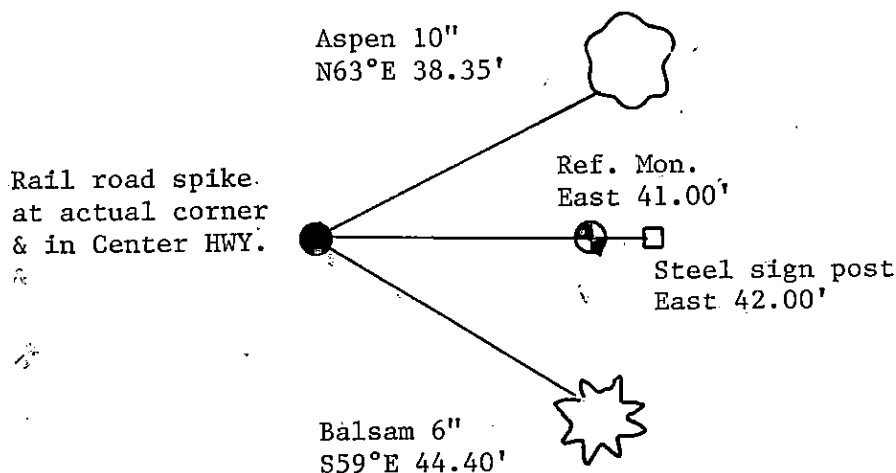 Aspen 10"
N63°E 38.35'
Rail road spike
at actual corner
& in Center HWY.
Ref. Mon.
East 41.00'
Steel sign post
East 42.00'
Balsam 6"
S59°E 44.40'